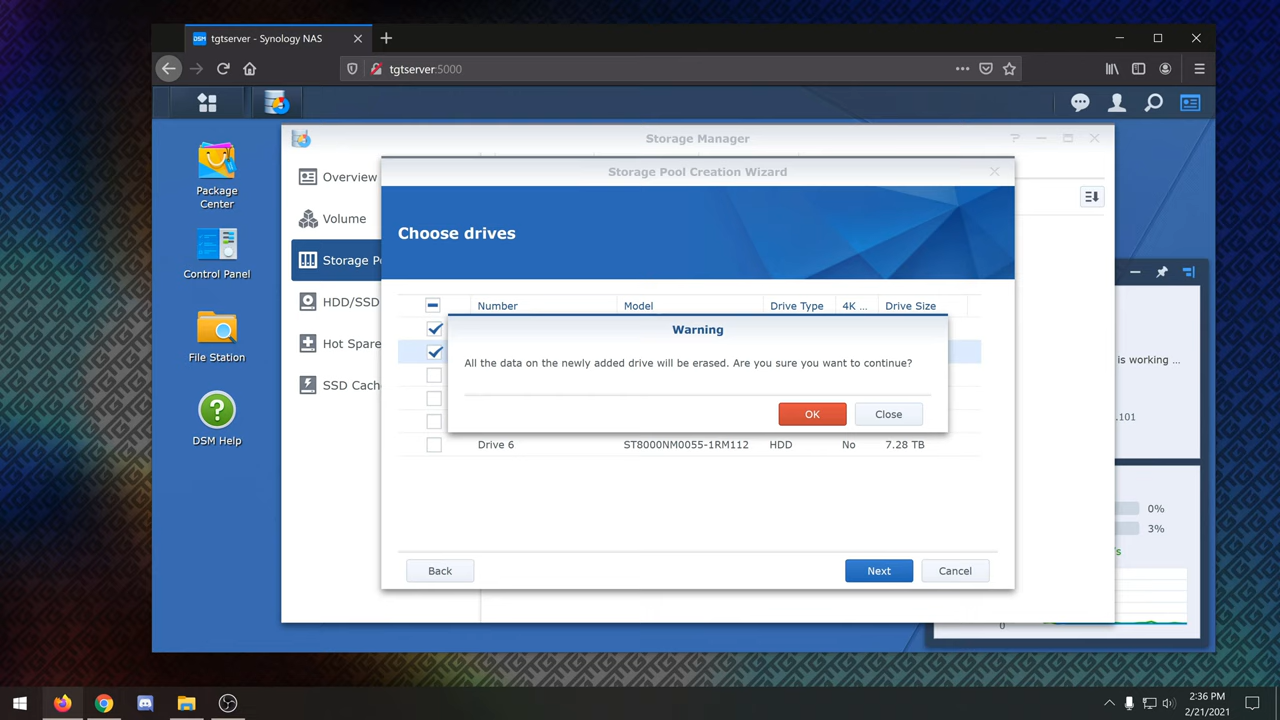 DSM tgtserver - Synology NAS
tgtserver:5000
Storage Manager
Package
Center
Control Panel
File Station
DSM Help
Overview
Volume
Storage P
HDD/SSD
Hot Spare
SSD Cach
Storage Pool Creation Wizard
Choose drives
Number Model Drive Type 4K ... Drive Size
Warning
All the data on the newly added drive will be erased. Are you sure you want to continue?
OK Close
Drive 6 ST8000NM0055-1RM112 HDD No 7.28 TB
Back Next Cancel
is working ...
.101
0%
3%
/s
0
2:36 PM
2/21/2021